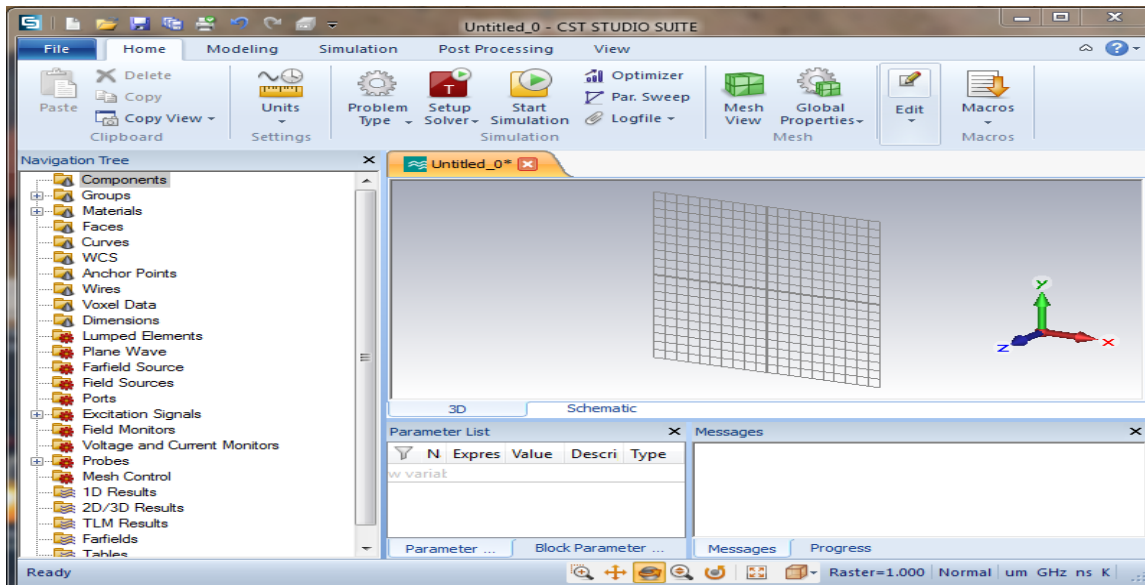 Untitled_0 - CST STUDIO SUITE
File Home Modeling Simulation Post Processing View
Paste
Delete
Copy
Copy View
Clipboard
Units
Settings
Problem Type
Setup Solver
Start Simulation
Optimizer
Par. Sweep
Logfile
Simulation
Mesh View
Global Properties
Mesh
Edit
Macros
Macros
Navigation Tree
Components
Groups
Materials
Faces
Curves
WCS
Anchor Points
Wires
Voxel Data
Dimensions
Lumped Elements
Plane Wave
Farfield Source
Field Sources
Ports
Excitation Signals
Field Monitors
Voltage and Current Monitors
Probes
Mesh Control
1D Results
2D/3D Results
TLM Results
Farfields
Tables
Untitled_0*
y
x
z
3D Schematic
Parameter List
N Expres Value Descri Type
w variab
Parameter ... Block Parameter ...
Messages
Messages Progress
Ready
Raster=1.000 Normal um GHz ns K